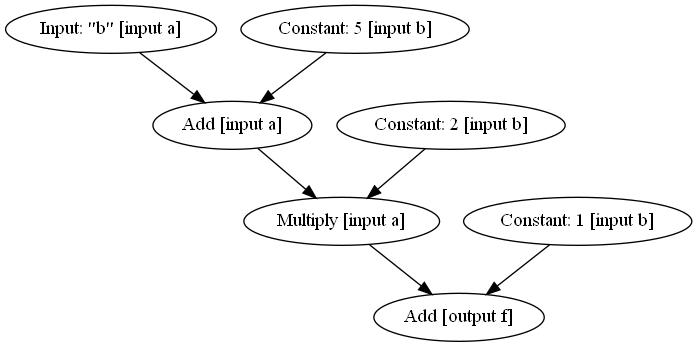 Input: "b" [input a]
Constant: 5 [input b]
Add [input a]
Constant: 2 [input b]
Multiply [input a]
Constant: 1 [input b]
Add [output f]